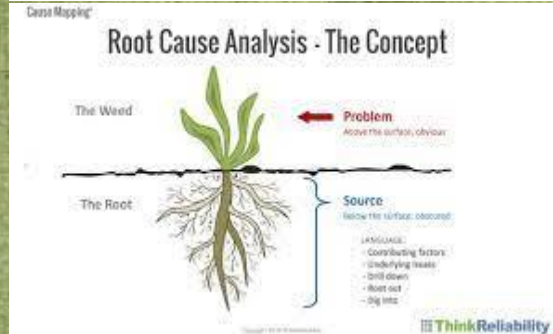 Cause Mapping®
Root Cause Analysis - The Concept
The Weed
Problem
Above the surface, obvious
The Root
Source
Below the surface, obscured
LANGUAGE:
- Contributing factors
- Underlying issues
- Drill down
- Root out
- Dig into
ThinkReliability